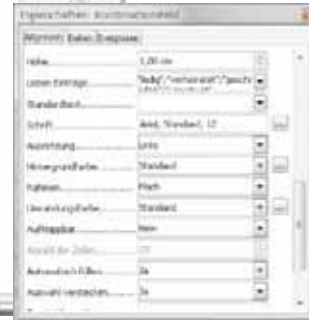 Eigenschaften: Kombinationsfeld
Allgemein Daten Ereignisse
Höhe 1,00 cm
Listen-Einträge "ledig";"verheiratet";"gesch
Standardtext
Schrift Arial, Standard, 12
Ausrichtung Links
Hintergrundfarbe Standard
Rahmen Flach
Umrandungsfarbe Standard
Aufklappbar Nein
Anzahl der Zeilen
Automatisch füllen Ja
Auswahl verstecken Ja